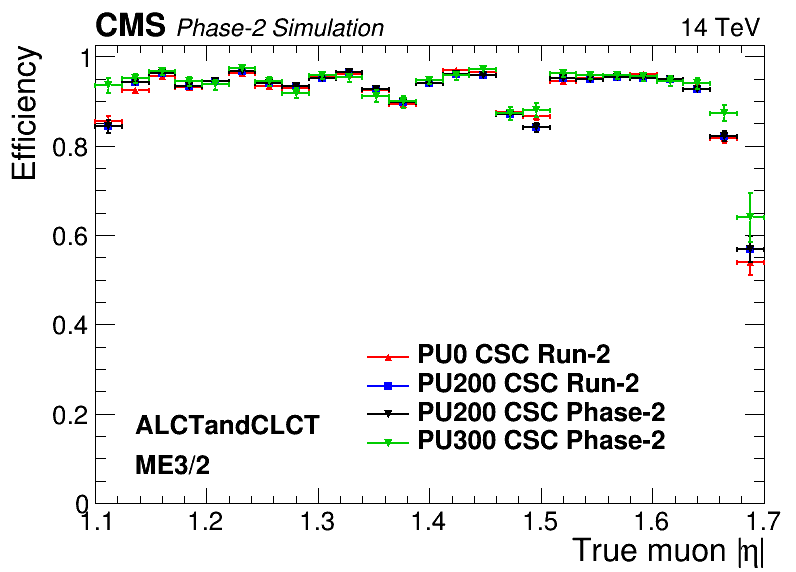 CMS Phase-2 Simulation 14 TeV
Efficiency
1
0.8
0.6
0.4
0.2
0
PU0 CSC Run-2
PU200 CSC Run-2
PU200 CSC Phase-2
PU300 CSC Phase-2
ALCTandCLCT
ME3/2
1.1 1.2 1.3 1.4 1.5 1.6 1.7
True muon |η|